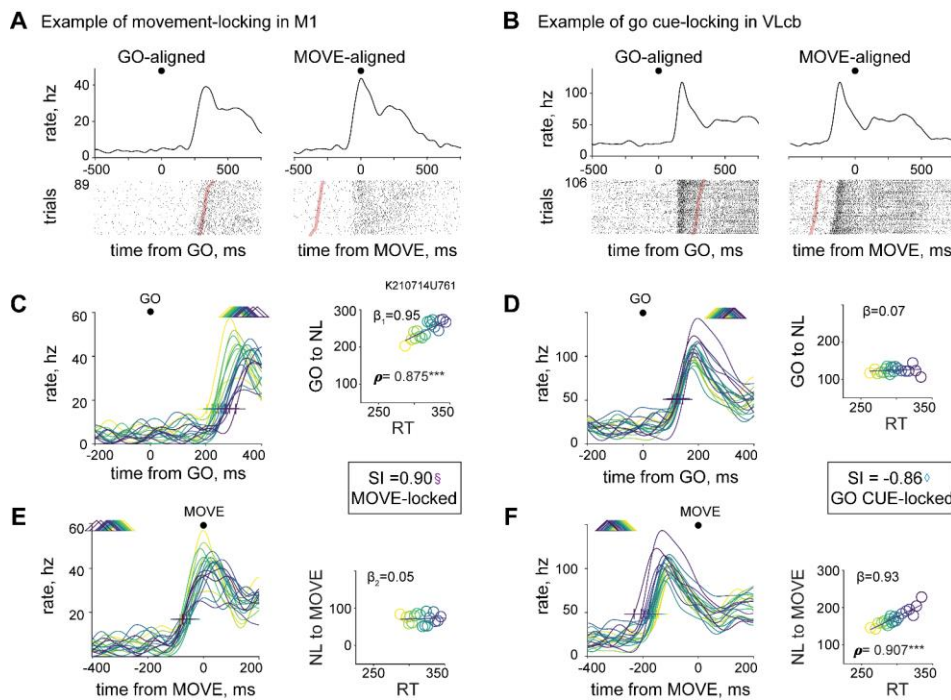 A Example of movement-locking in M1
GO-aligned
MOVE-aligned
rate, hz
40
20
0
-500 0 500
-500 0 500
89
trials
time from GO, ms
time from MOVE, ms
B Example of go cue-locking in VLcb
GO-aligned
MOVE-aligned
rate, hz
100
50
0
-500 0 500
-500 0 500
106
trials
time from GO, ms
time from MOVE, ms
C
GO
rate, hz
60
40
20
0
-200 0 200 400
time from GO, ms
K210714U761
GO to NL
300
200
100
β₁=0.95
ρ= 0.875***
250 350
RT
D
GO
rate, hz
150
100
50
0
-200 0 200 400
time from GO, ms
GO to NL
300
200
100
β=0.07
250 350
RT
SI =0.90§
MOVE-locked
SI = -0.86◊
GO CUE-locked
E
MOVE
rate, hz
60
40
20
0
-400 -200 0 200
time from MOVE, ms
NL to MOVE
200
100
0
β₂=0.05
250 350
RT
F
MOVE
rate, hz
150
100
50
0
-400 -200 0 200
time from MOVE, ms
NL to MOVE
300
200
100
β=0.93
ρ= 0.907***
250 350
RT